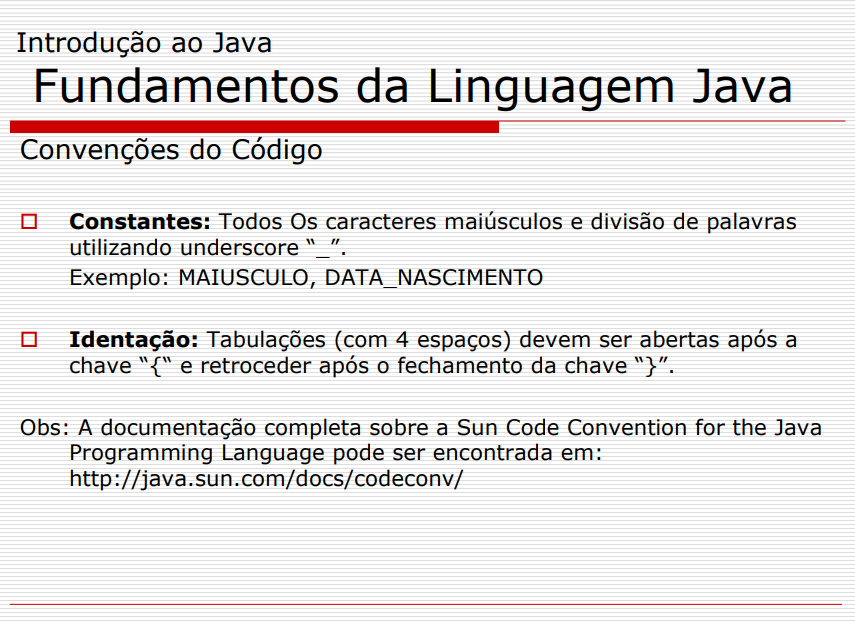 Introdução ao Java
Fundamentos da Linguagem Java
Convenções do Código
Constantes: Todos Os caracteres maiúsculos e divisão de palavras
utilizando underscore “_”.
Exemplo: MAIUSCULO, DATA_NASCIMENTO
Identação: Tabulações (com 4 espaços) devem ser abertas após a
chave “{“ e retroceder após o fechamento da chave “}”.
Obs: A documentação completa sobre a Sun Code Convention for the Java
Programming Language pode ser encontrada em:
http://java.sun.com/docs/codeconv/